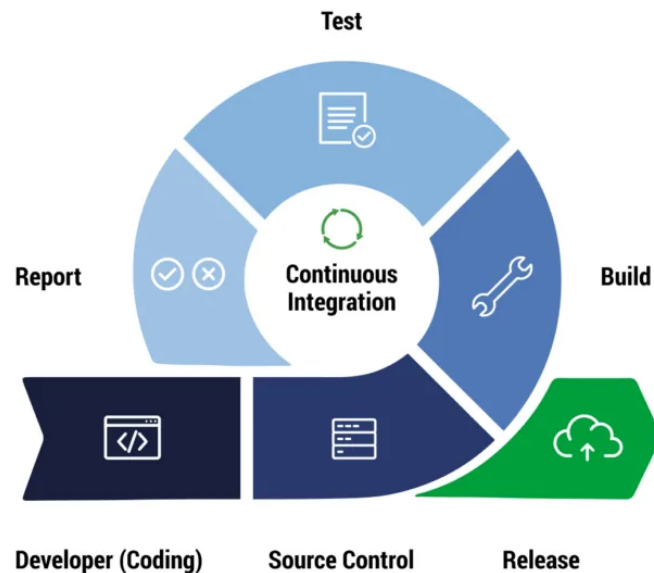 Test
Report
Continuous
Integration
Build
</>
Developer (Coding)
Source Control
Release